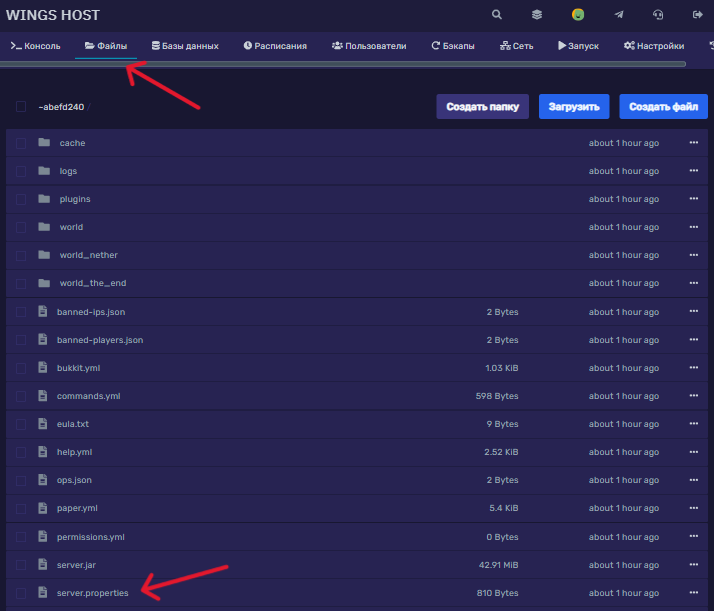 WINGS HOST
Консоль Файлы Базы данных Расписания Пользователи Бэкапы Сеть Запуск Настройки
~abefd240 / Создать папку Загрузить Создать файл
cache about 1 hour ago
logs about 1 hour ago
plugins about 1 hour ago
world about 1 hour ago
world_nether about 1 hour ago
world_the_end about 1 hour ago
banned-ips.json 2 Bytes about 1 hour ago
banned-players.json 2 Bytes about 1 hour ago
bukkit.yml 1.03 KiB about 1 hour ago
commands.yml 598 Bytes about 1 hour ago
eula.txt 9 Bytes about 1 hour ago
help.yml 2.52 KiB about 1 hour ago
ops.json 2 Bytes about 1 hour ago
paper.yml 5.4 KiB about 1 hour ago
permissions.yml 0 Bytes about 1 hour ago
server.jar 42.91 MiB about 1 hour ago
server.properties 810 Bytes about 1 hour ago